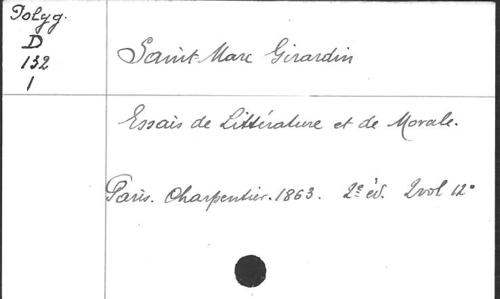 Polyg.
D
132
1
Saint-Marc Girardin
Essais de Littérature et de Morale.
Paris. Charpentier. 1863. 2e éd. 2 vol 12°